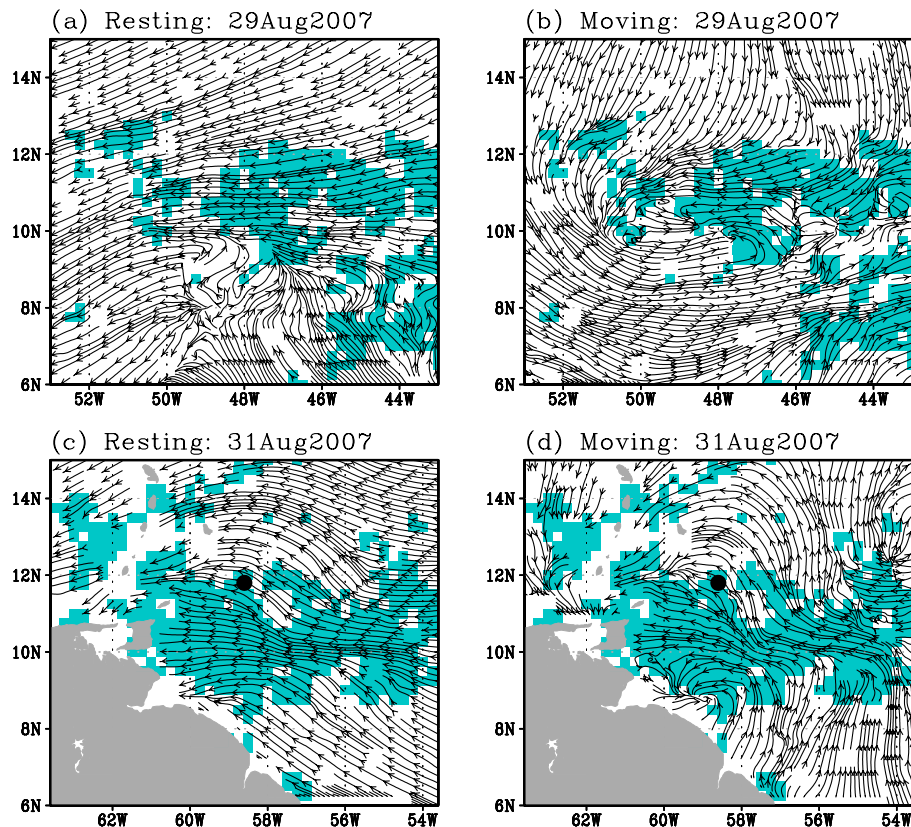 (a) Resting: 29Aug2007
(b) Moving: 29Aug2007
14N
14N
12N
12N
10N
10N
8N
8N
6N
6N
52W 50W 48W 46W 44W
52W 50W 48W 46W 44W
(c) Resting: 31Aug2007
(d) Moving: 31Aug2007
14N
14N
12N
12N
10N
10N
8N
8N
6N
6N
62W 60W 58W 56W 54W
62W 60W 58W 56W 54W